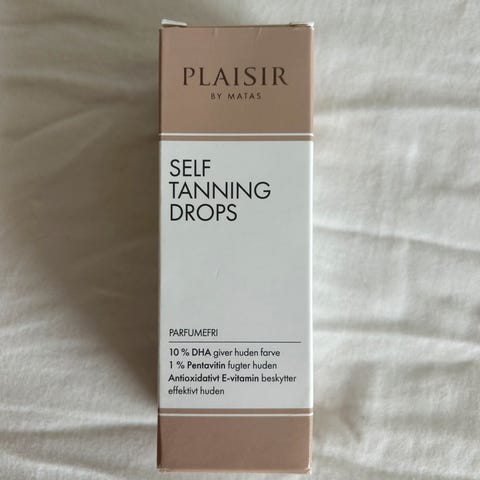 PLAISIR
BY MATAS
SELF
TANNING
DROPS
PARFUMEFRI
10 % DHA giver huden farve
1 % Pentavitin fugter huden
Antioxidativt E-vitamin beskytter
effektivt huden